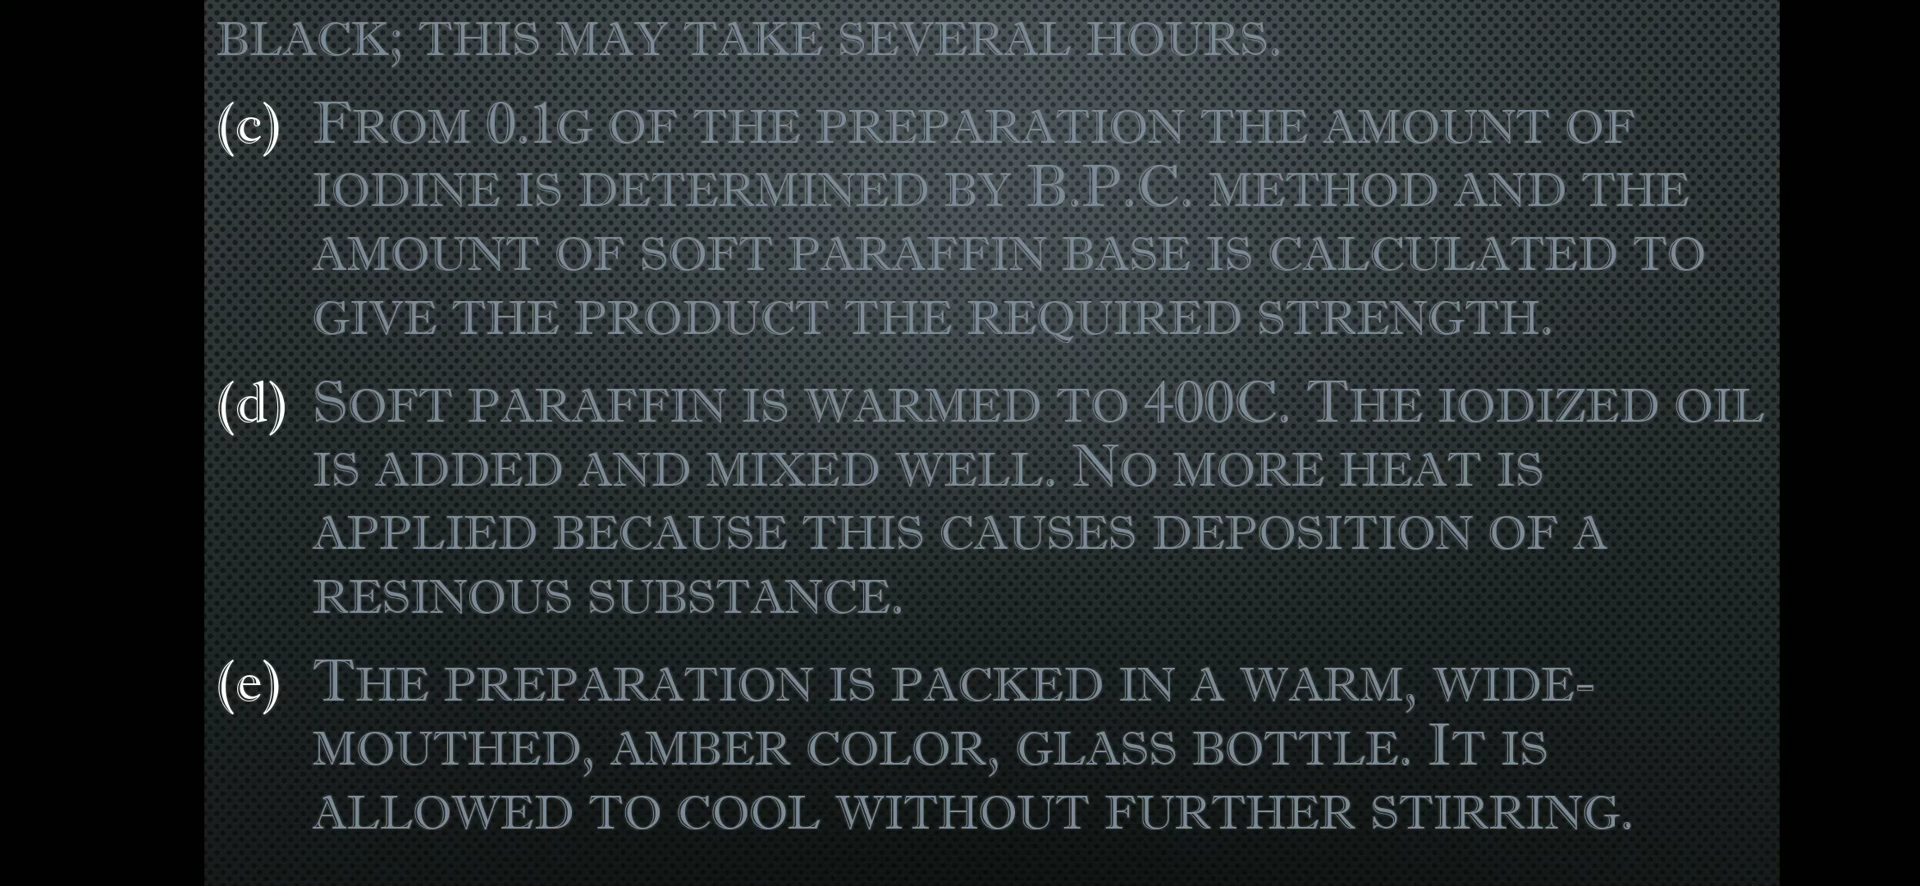 BLACK; THIS MAY TAKE SEVERAL HOURS.
(c) FROM 0.1G OF THE PREPARATION THE AMOUNT OF
IODINE IS DETERMINED BY B.P.C. METHOD AND THE
AMOUNT OF SOFT PARAFFIN BASE IS CALCULATED TO
GIVE THE PRODUCT THE REQUIRED STRENGTH.
(d) SOFT PARAFFIN IS WARMED TO 400C. THE IODIZED OIL
IS ADDED AND MIXED WELL. NO MORE HEAT IS
APPLIED BECAUSE THIS CAUSES DEPOSITION OF A
RESINOUS SUBSTANCE.
(e) THE PREPARATION IS PACKED IN A WARM, WIDE-
MOUTHED, AMBER COLOR, GLASS BOTTLE. IT IS
ALLOWED TO COOL WITHOUT FURTHER STIRRING.